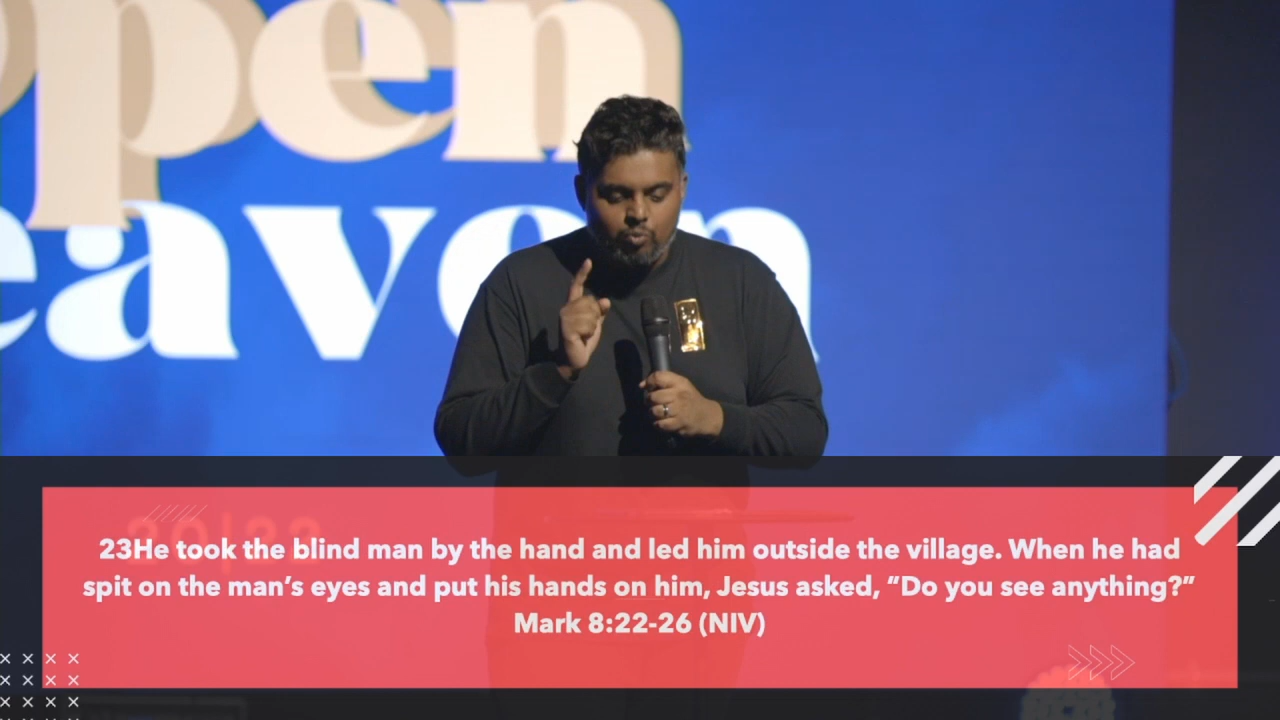 pen
eaven
20|22
23He took the blind man by the hand and led him outside the village. When he had
spit on the man’s eyes and put his hands on him, Jesus asked, “Do you see anything?”
Mark 8:22-26 (NIV)